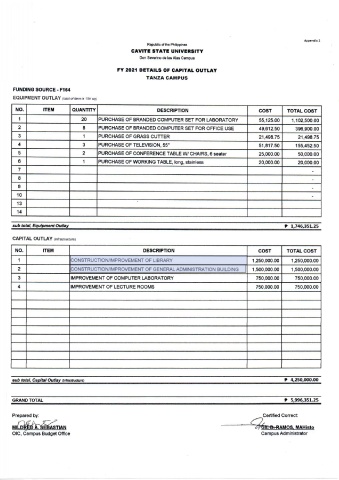 Appendix 2
Republic of the Philippines
CAVITE STATE UNIVERSITY
Don Severino de las Alas Campus
FY 2021 DETAILS OF CAPITAL OUTLAY
TANZA CAMPUS
FUNDING SOURCE - F164
EQUIPMENT OUTLAY
NO. ITEM QUANTITY DESCRIPTION COST TOTAL COST
1 20 PURCHASE OF BRANDED COMPUTER SET FOR LABORATORY 55,125.00 1,102,500.00
2 8 PURCHASE OF BRANDED COMPUTER SET FOR OFFICE USE 49,612.50 396,900.00
3 1 PURCHASE OF GRASS CUTTER 21,498.75 21,498.75
4 3 PURCHASE OF TELEVISION, 55" 51,817.50 155,452.50
5 2 PURCHASE OF CONFERENCE TABLE W/ CHAIRS, 6 seater 25,000.00 50,000.00
6 1 PURCHASE OF WORKING TABLE, long, stainless 20,000.00 20,000.00
7 -
8 -
9 -
10 -
13
14
sub total, Equipment Outlay ₱ 1,746,351.25
CAPITAL OUTLAY (Infrastructure)
NO. ITEM DESCRIPTION COST TOTAL COST
1 CONSTRUCTION/IMPROVEMENT OF LIBRARY 1,250,000.00 1,250,000.00
2 CONSTRUCTION/IMPROVEMENT OF GENERAL ADMINISTRATION BUILDING 1,500,000.00 1,500,000.00
3 IMPROVEMENT OF COMPUTER LABORATORY 750,000.00 750,000.00
4 IMPROVEMENT OF LECTURE ROOMS 750,000.00 750,000.00
sub total, Capital Outlay (Infrastructure) ₱ 4,250,000.00
GRAND TOTAL ₱ 5,996,351.25
Prepared by: Certified Correct:
MILDRED A. SEBASTIAN RAMOS, MAHisto
OIC, Campus Budget Office Campus Administrator